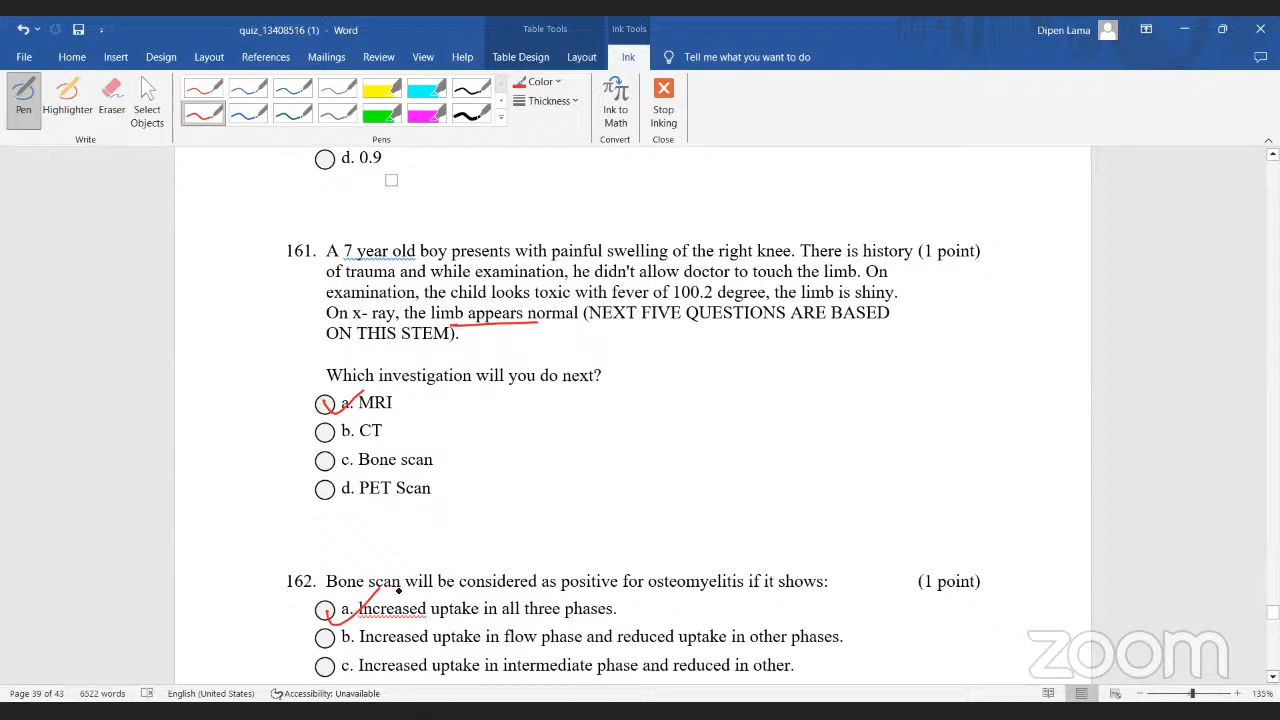 quiz_13408516 (1) - Word
Table Tools
Ink Tools
Dipen Lama
File
Home
Insert
Design
Layout
References
Mailings
Review
View
Help
Table Design
Layout
Ink
Tell me what you want to do
Pen
Highlighter
Eraser
Select
Objects
Color
Thickness
Ink to
Math
Stop
Inking
Write
Pens
Convert
Close
d. 0.9
161. A 7 year old boy presents with painful swelling of the right knee. There is history (1 point)
of trauma and while examination, he didn't allow doctor to touch the limb. On
examination, the child looks toxic with fever of 100.2 degree, the limb is shiny.
On x- ray, the limb appears normal (NEXT FIVE QUESTIONS ARE BASED
ON THIS STEM).
Which investigation will you do next?
a. MRI
b. CT
c. Bone scan
d. PET Scan
162. Bone scan will be considered as positive for osteomyelitis if it shows: (1 point)
a. Increased uptake in all three phases.
b. Increased uptake in flow phase and reduced uptake in other phases.
c. Increased uptake in intermediate phase and reduced in other.
zoom
Page 39 of 43
6522 words
English (United States)
Accessibility: Unavailable
135%